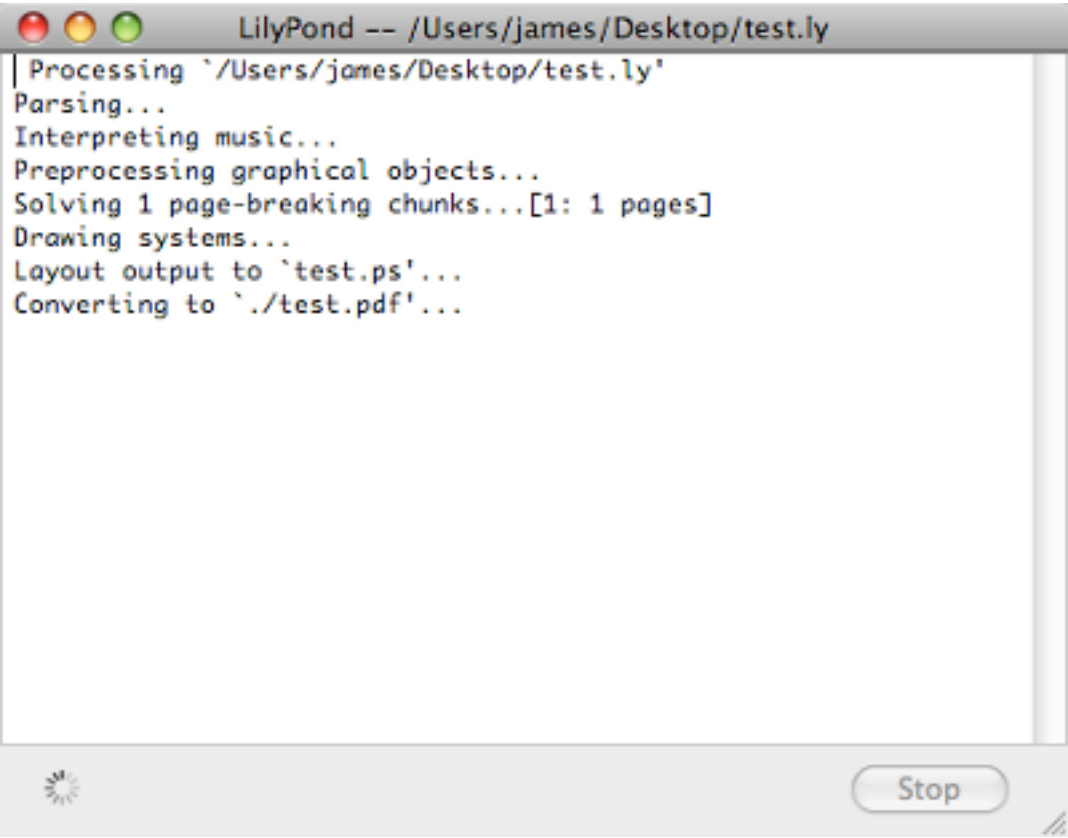 LilyPond -- /Users/james/Desktop/test.ly
Processing `/Users/james/Desktop/test.ly'
Parsing...
Interpreting music...
Preprocessing graphical objects...
Solving 1 page-breaking chunks...[1: 1 pages]
Drawing systems...
Layout output to `test.ps'...
Converting to `./test.pdf'...
Stop